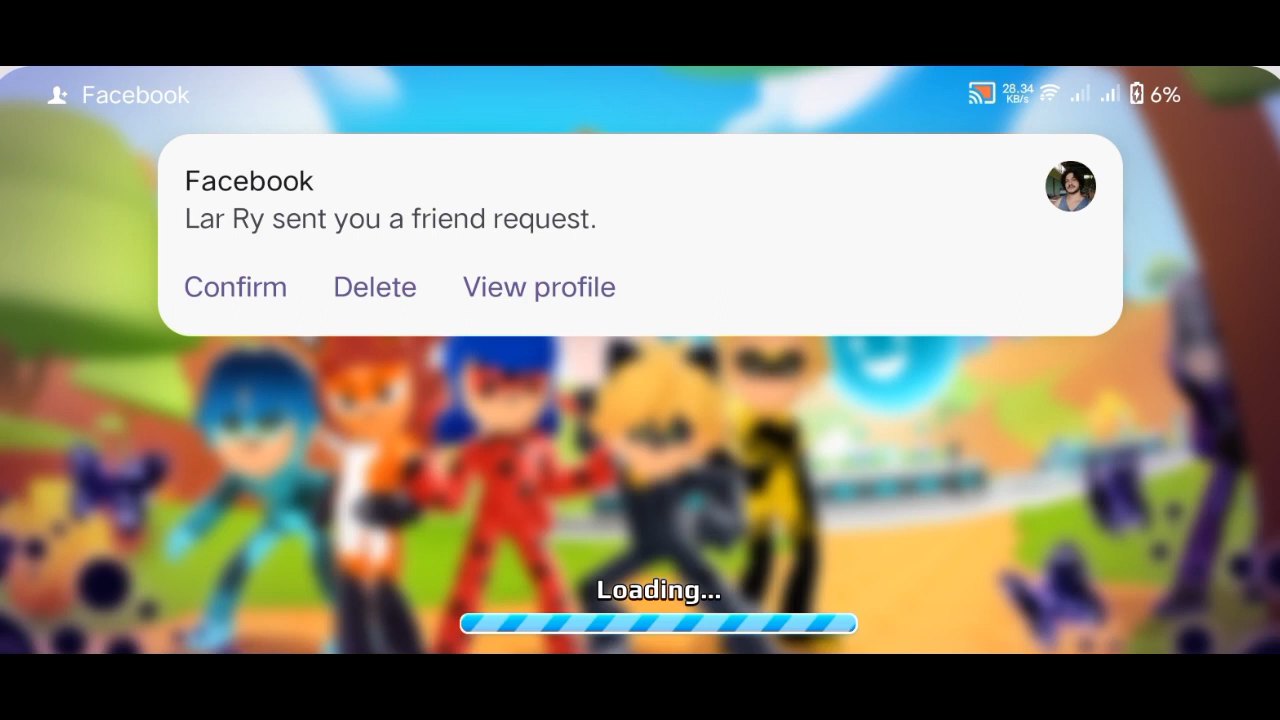 Facebook
28.34
KB/s
6%
Facebook
Lar Ry sent you a friend request.
Confirm Delete View profile
Loading...